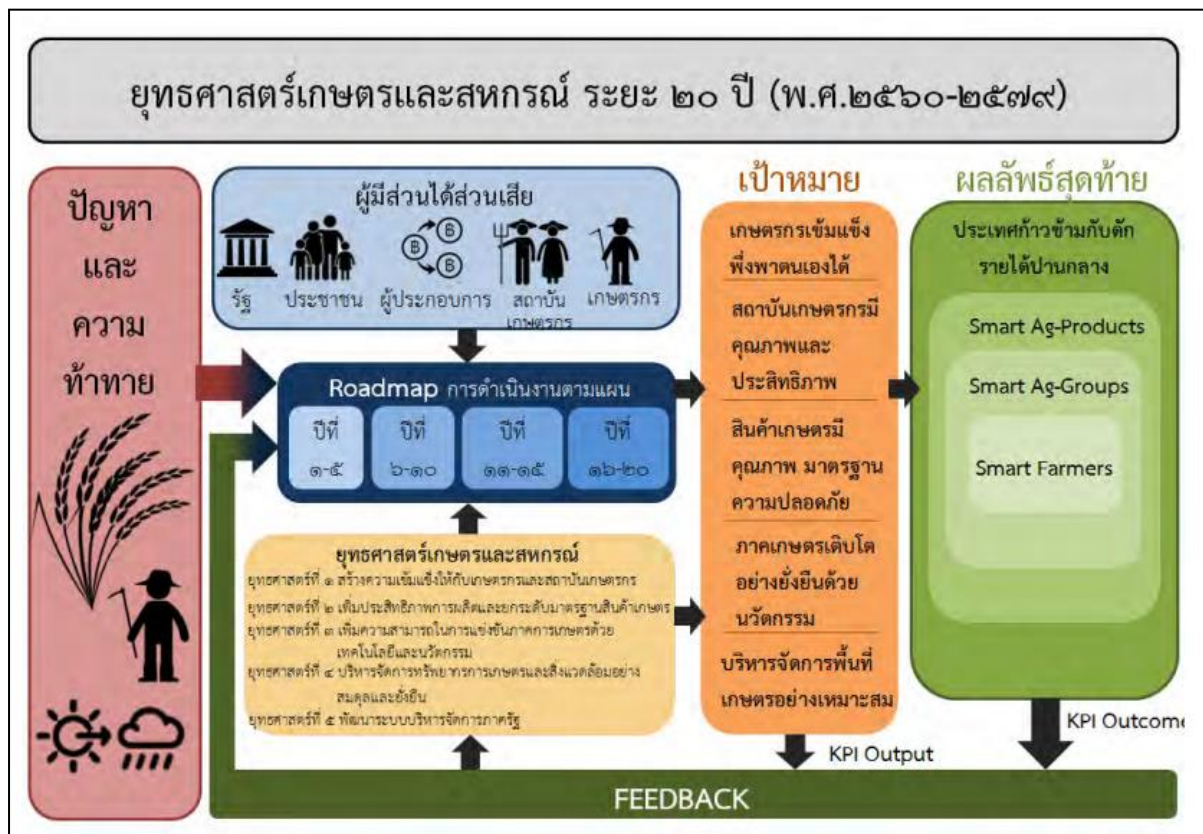 ยุทธศาสตร์เกษตรและสหกรณ์ ระยะ ๒๐ ปี (พ.ศ.๒๕๖๐-๒๕๗๙)
ปัญหา
และ
ความ
ท้าทาย
ผู้มีส่วนได้ส่วนเสีย
รัฐ
ประชาชน
ผู้ประกอบการ
สถาบัน
เกษตรกร
เกษตรกร
Roadmap การดำเนินงานตามแผน
ปีที่
๑-๕
ปีที่
๖-๑๐
ปีที่
๑๑-๑๕
ปีที่
๑๖-๒๐
ยุทธศาสตร์เกษตรและสหกรณ์
ยุทธศาสตร์ที่ ๑ สร้างความเข้มแข็งให้กับเกษตรกรและสถาบันเกษตรกร
ยุทธศาสตร์ที่ ๒ เพิ่มประสิทธิภาพการผลิตและยกระดับมาตรฐานสินค้าเกษตร
ยุทธศาสตร์ที่ ๓ เพิ่มความสามารถในการแข่งขันภาคการเกษตรด้วย
เทคโนโลยีและนวัตกรรม
ยุทธศาสตร์ที่ ๔ บริหารจัดการทรัพยากรการเกษตรและสิ่งแวดล้อมอย่าง
สมดุลและยั่งยืน
ยุทธศาสตร์ที่ ๕ พัฒนาระบบบริหารจัดการภาครัฐ
เป้าหมาย
เกษตรกรเข้มแข็ง
พึ่งพาตนเองได้
สถาบันเกษตรกรมี
คุณภาพและ
ประสิทธิภาพ
สินค้าเกษตรมี
คุณภาพ มาตรฐาน
ความปลอดภัย
ภาคเกษตรเติบโต
อย่างยั่งยืนด้วย
นวัตกรรม
บริหารจัดการพื้นที่
เกษตรอย่างเหมาะสม
ผลลัพธ์สุดท้าย
ประเทศก้าวข้ามกับดัก
รายได้ปานกลาง
Smart Ag-Products
Smart Ag-Groups
Smart Farmers
KPI Output
KPI Outcome
FEEDBACK